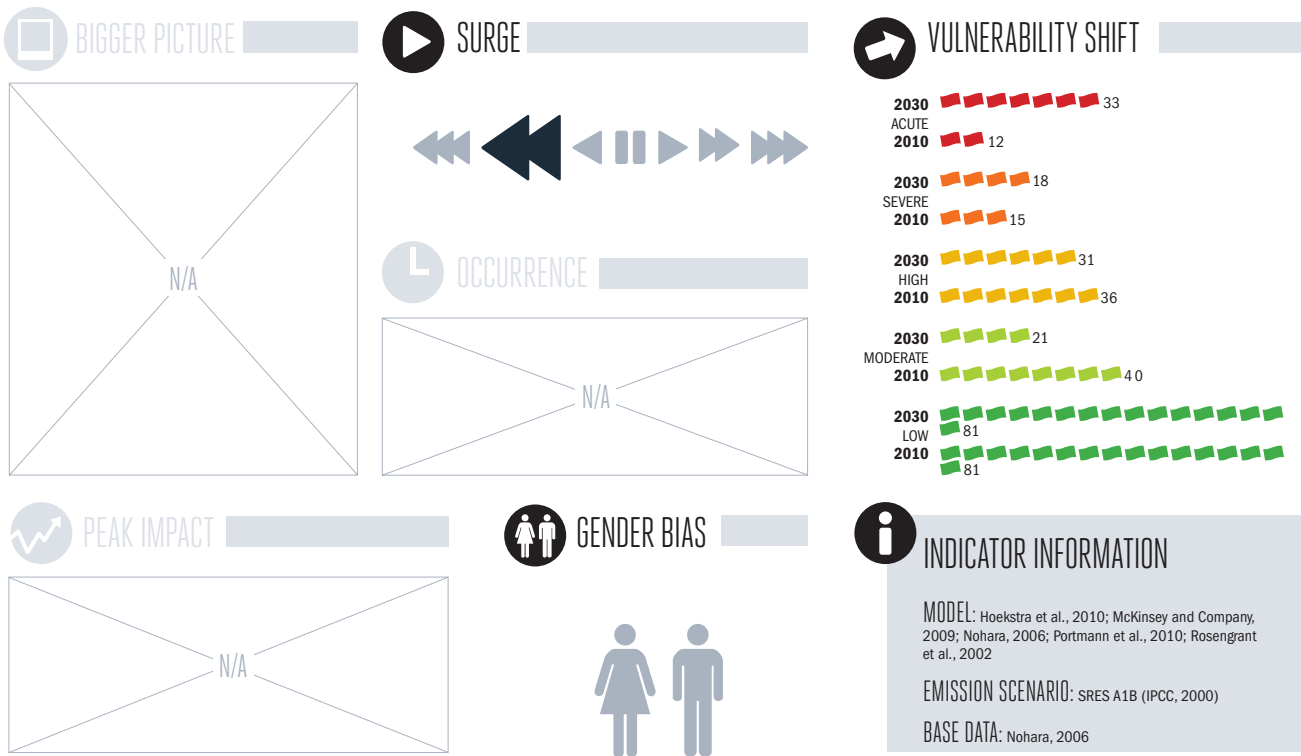 BIGGER PICTURE
N/A
SURGE
OCCURRENCE
N/A
VULNERABILITY SHIFT
2030 33
ACUTE
2010 12
2030 18
SEVERE
2010 15
2030 31
HIGH
2010 36
2030 21
MODERATE
2010 40
2030
LOW 81
2010
81
PEAK IMPACT
N/A
GENDER BIAS
INDICATOR INFORMATION
MODEL: Hoekstra et al., 2010; McKinsey and Company,
2009; Nohara, 2006; Portmann et al., 2010; Rosengrant
et al., 2002
EMISSION SCENARIO: SRES A1B (IPCC, 2000)
BASE DATA: Nohara, 2006